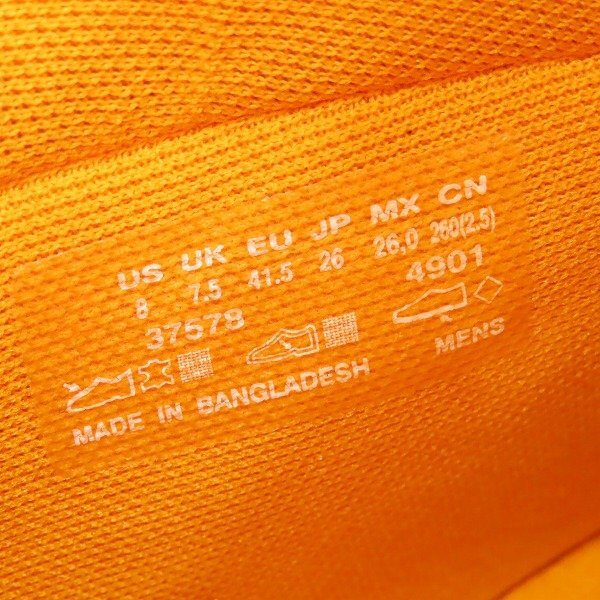 US UK EU JP MX CN
8 7.5 41.5 26 26,0 260(2.5)
37578 4901
MADE IN BANGLADESH MENS